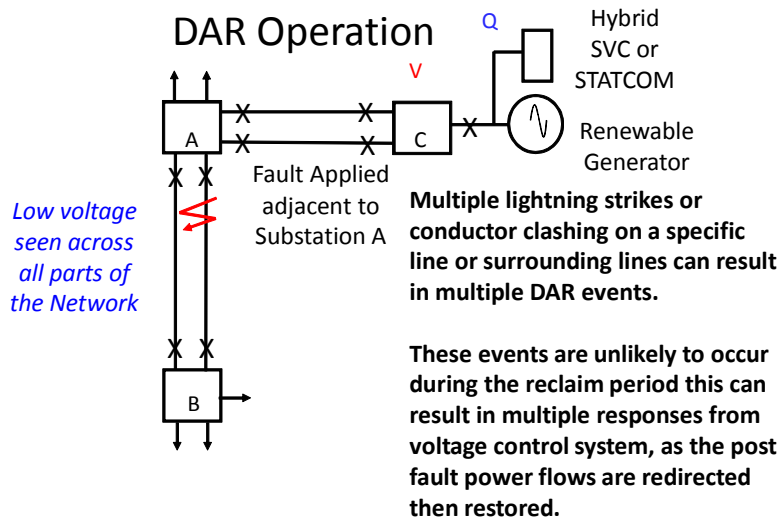 DAR Operation
Q
Hybrid
SVC or
STATCOM
V
A
C
Renewable
Generator
Fault Applied
adjacent to
Substation A
Low voltage
seen across
all parts of
the Network
B
Multiple lightning strikes or
conductor clashing on a specific
line or surrounding lines can result
in multiple DAR events.
These events are unlikely to occur
during the reclaim period this can
result in multiple responses from
voltage control system, as the post
fault power flows are redirected
then restored.